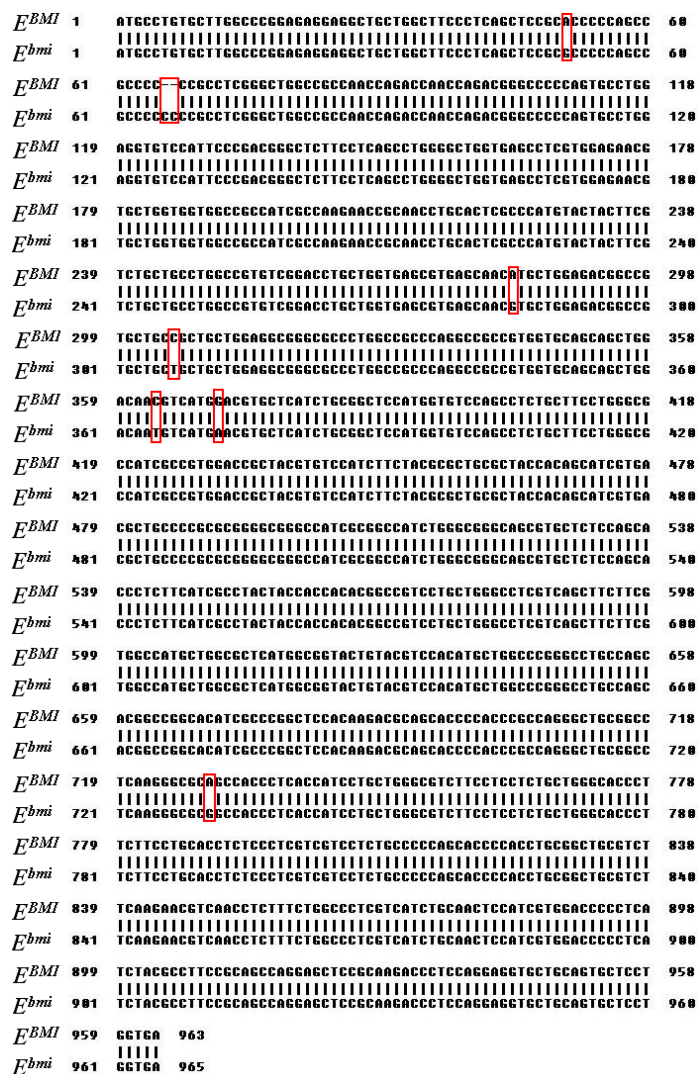 E^BMI 1 ATGCCTGTGCTTGGCCCGGAGAGGAGGCTGCTGGCTTCCCTCAGCTCCGCACCCCCAGCC 60
E^bmi 1 ATGCCTGTGCTTGGCCCGGAGAGGAGGCTGCTGGCTTCCCTCAGCTCCGCGCCCCCAGCC 60
E^BMI 61 GCCCC--CCGCCTCGGGCTGGCCGCCAACCAGACCAACCAGACGGGCCCCCAGTGCCTGG 118
E^bmi 61 GCCCCCCCCGCCTCGGGCTGGCCGCCAACCAGACCAACCAGACGGGCCCCCAGTGCCTGG 120
E^BMI 119 AGGTGTCCATTCCCGACGGGCTCTTCCTCAGCCTGGGGCTGGTGAGCCTCGTGGAGAACG 178
E^bmi 121 AGGTGTCCATTCCCGACGGGCTCTTCCTCAGCCTGGGGCTGGTGAGCCTCGTGGAGAACG 180
E^BMI 179 TGCTGGTGGTGGCCGCCATCGCCAAGAACCGCAACCTGCACTCGCCCATGTACTACTTCG 238
E^bmi 181 TGCTGGTGGTGGCCGCCATCGCCAAGAACCGCAACCTGCACTCGCCCATGTACTACTTCG 240
E^BMI 239 TCTGCTGCCTGGCCGTGTCGGACCTGCTGGTGAGCGTGAGCAACATGCTGGAGACGGCCG 298
E^bmi 241 TCTGCTGCCTGGCCGTGTCGGACCTGCTGGTGAGCGTGAGCAACGTGCTGGAGACGGCCG 300
E^BMI 299 TGCTGCCGCTGCTGGAGGCGGGCGCCCTGGCCGCCCAGGCCGCCGTGGTGCAGCAGCTGG 358
E^bmi 301 TGCTGCTGCTGCTGGAGGCGGGCGCCCTGGCCGCCCAGGCCGCCGTGGTGCAGCAGCTGG 360
E^BMI 359 ACAACGTCATGGACGTGCTCATCTGCGGCTCCATGGTGTCCAGCCTCTGCTTCCTGGGCG 418
E^bmi 361 ACAATGTCATGAACGTGCTCATCTGCGGCTCCATGGTGTCCAGCCTCTGCTTCCTGGGCG 420
E^BMI 419 CCATCGCCGTGGACCGCTACGTGTCCATCTTCTACGCGCTGCGCTACCACAGCATCGTGA 478
E^bmi 421 CCATCGCCGTGGACCGCTACGTGTCCATCTTCTACGCGCTGCGCTACCACAGCATCGTGA 480
E^BMI 479 CGCTGCCCCGCGCGGGGCGGGCCATCGCGGCCATCTGGGCGGGCAGCGTGCTCTCCAGCA 538
E^bmi 481 CGCTGCCCCGCGCGGGGCGGGCCATCGCGGCCATCTGGGCGGGCAGCGTGCTCTCCAGCA 540
E^BMI 539 CCCTCTTCATCGCCTACTACCACCACACGGCCGTCCTGCTGGGCCTCGTCAGCTTCTTCG 598
E^bmi 541 CCCTCTTCATCGCCTACTACCACCACACGGCCGTCCTGCTGGGCCTCGTCAGCTTCTTCG 600
E^BMI 599 TGGCCATGCTGGCGCTCATGGCGGTACTGTACGTCCACATGCTGGCCCGGGCCTGCCAGC 658
E^bmi 601 TGGCCATGCTGGCGCTCATGGCGGTACTGTACGTCCACATGCTGGCCCGGGCCTGCCAGC 660
E^BMI 659 ACGGCCGGCACATCGCCCGGCTCCACAAGACGCAGCACCCCACCCGCCAGGGCTGCGGCC 718
E^bmi 661 ACGGCCGGCACATCGCCCGGCTCCACAAGACGCAGCACCCCACCCGCCAGGGCTGCGGCC 720
E^BMI 719 TCAAGGGCGCAGCCACCCTCACCATCCTGCTGGGCGTCTTCCTCCTCTGCTGGGCACCCT 778
E^bmi 721 TCAAGGGCGCGGCCACCCTCACCATCCTGCTGGGCGTCTTCCTCCTCTGCTGGGCACCCT 780
E^BMI 779 TCTTCCTGCACCTCTCCCTCGTCGTCCTCTGCCCCCAGCACCCCACCTGCGGCTGCGTCT 838
E^bmi 781 TCTTCCTGCACCTCTCCCTCGTCGTCCTCTGCCCCCAGCACCCCACCTGCGGCTGCGTCT 840
E^BMI 839 TCAAGAACGTCAACCTCTTTCTGGCCCTCGTCATCTGCAACTCCATCGTGGACCCCCTCA 898
E^bmi 841 TCAAGAACGTCAACCTCTTTCTGGCCCTCGTCATCTGCAACTCCATCGTGGACCCCCTCA 900
E^BMI 899 TCTACGCCTTCCGCAGCCAGGAGCTCCGCAAGACCCTCCAGGAGGTGCTGCAGTGCTCCT 958
E^bmi 901 TCTACGCCTTCCGCAGCCAGGAGCTCCGCAAGACCCTCCAGGAGGTGCTGCAGTGCTCCT 960
E^BMI 959 GGTGA 963
E^bmi 961 GGTGA 965